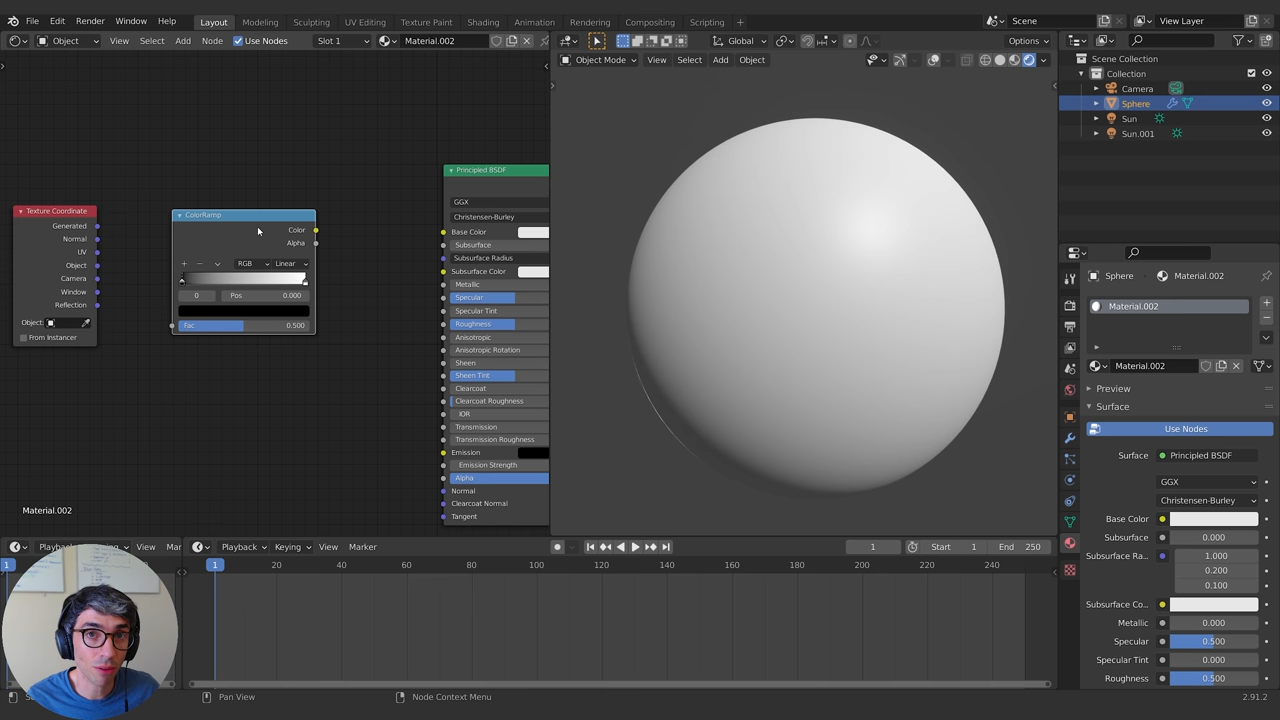 File Edit Render Window Help Layout Modeling Sculpting UV Editing Texture Paint Shading Animation Rendering Compositing Scripting + Scene View Layer
Object View Select Add Node Use Nodes Slot 1 Material.002 Global Options
Object Mode View Select Add Object
Scene Collection
Collection
Camera
Sphere
Sun
Sun.001
Texture Coordinate
Generated
Normal
UV
Object
Camera
Window
Reflection
Object:
From Instancer
ColorRamp
Color
Alpha
RGB Linear
0 Pos 0.000
Fac 0.500
Principled BSDF
GGX
Christensen-Burley
Base Color
Subsurface
Subsurface Radius
Subsurface Color
Metallic
Specular
Specular Tint
Roughness
Anisotropic
Anisotropic Rotation
Sheen
Sheen Tint
Clearcoat
Clearcoat Roughness
IOR
Transmission
Transmission Roughness
Emission
Emission Strength
Alpha
Normal
Clearcoat Normal
Tangent
Material.002
Sphere Material.002
Material.002
Material.002
Preview
Surface
Use Nodes
Surface Principled BSDF
GGX
Christensen-Burley
Base Color
Subsurface 0.000
Subsurface Ra... 1.000
0.200
0.100
Subsurface Co...
Metallic 0.000
Specular 0.500
Specular Tint 0.000
Roughness 0.500
Playback Keying View Mar
Playback Keying View Marker 1 Start 1 End 250
1
1 20 40 60 80 100 120 140 160 180 200 220 240
Pan View Node Context Menu 2.91.2